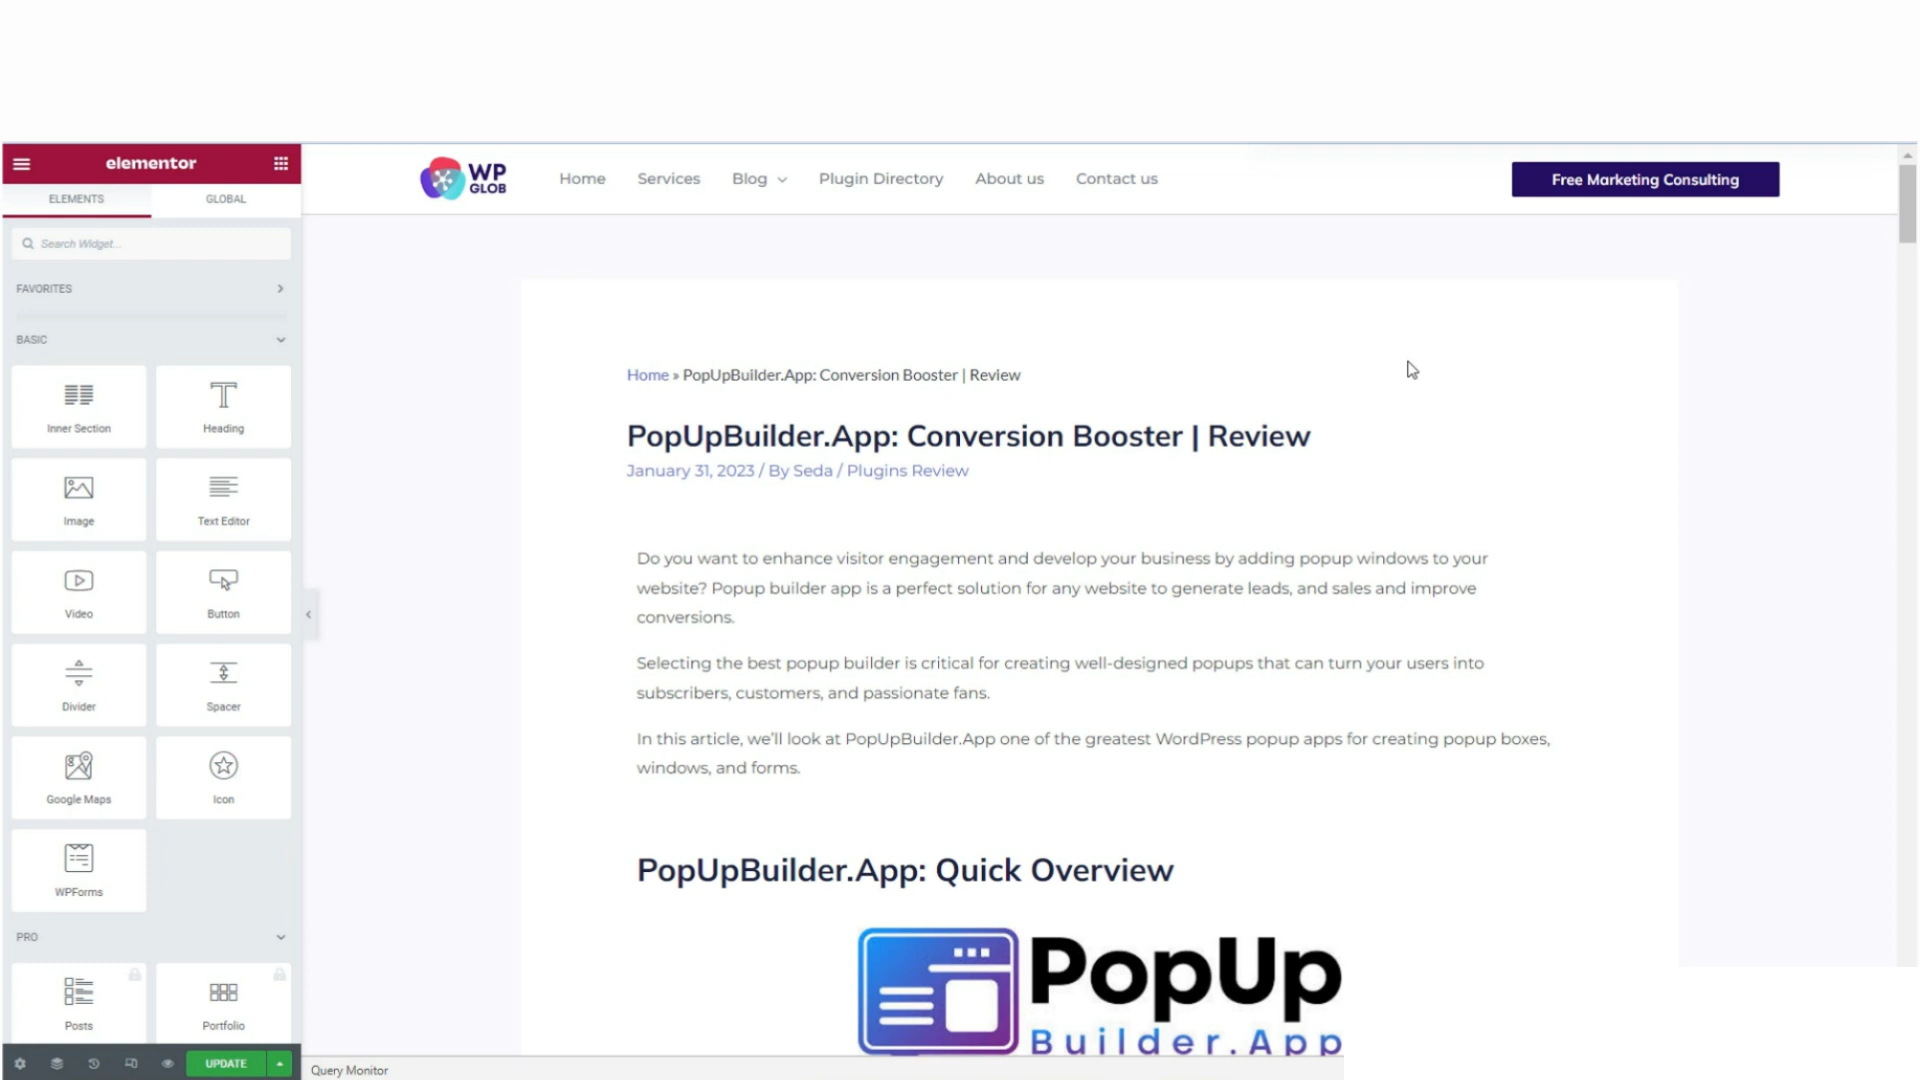 elementor
ELEMENTS
GLOBAL
Search Widget...
FAVORITES
BASIC
Inner Section
Heading
Image
Text Editor
Video
Button
Divider
Spacer
Google Maps
Icon
WPForms
PRO
Posts
Portfolio
UPDATE
WP
GLOB
Home
Services
Blog
Plugin Directory
About us
Contact us
Free Marketing Consulting
Home » PopUpBuilder.App: Conversion Booster | Review
PopUpBuilder.App: Conversion Booster | Review
January 31, 2023 / By Seda / Plugins Review
Do you want to enhance visitor engagement and develop your business by adding popup windows to your
website? Popup builder app is a perfect solution for any website to generate leads, and sales and improve
conversions.
Selecting the best popup builder is critical for creating well-designed popups that can turn your users into
subscribers, customers, and passionate fans.
In this article, we'll look at PopUpBuilder.App one of the greatest WordPress popup apps for creating popup boxes,
windows, and forms.
PopUpBuilder.App: Quick Overview
PopUp
Builder.App
Query Monitor